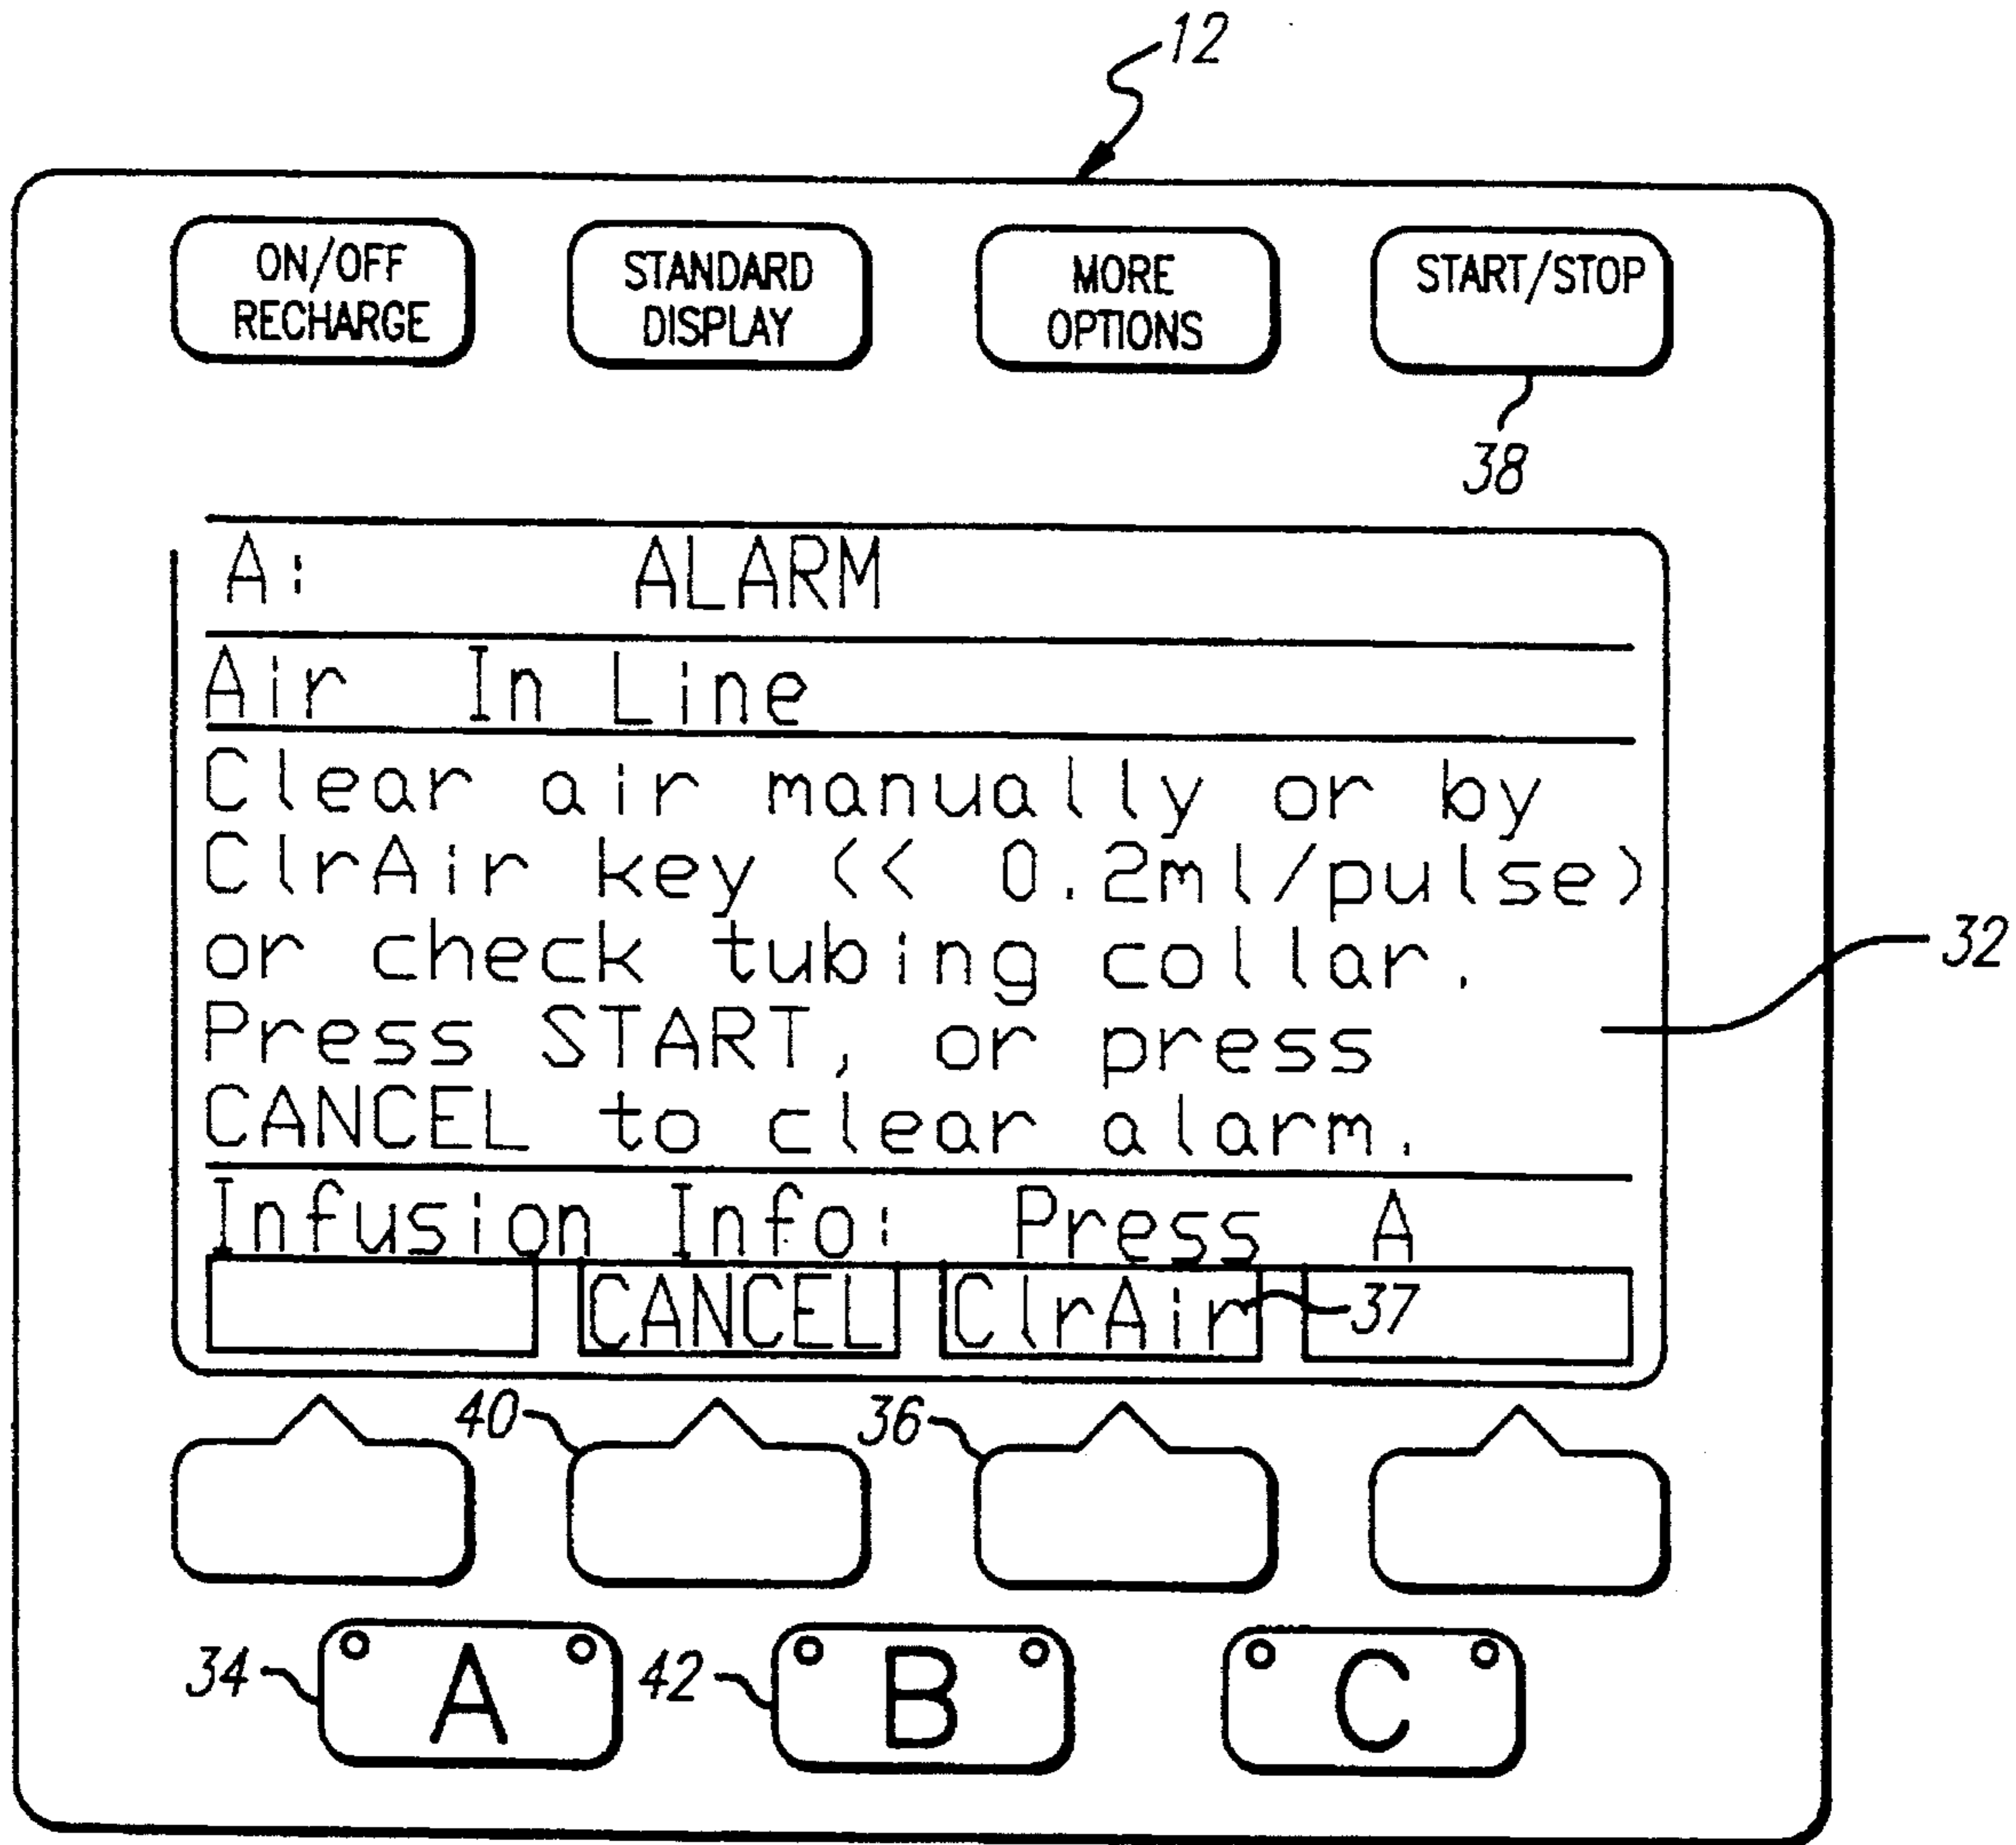 12
ON/OFF
RECHARGE
STANDARD
DISPLAY
MORE
OPTIONS
START/STOP
38
A: ALARM
Air In Line
Clear air manually or by
ClrAir key (<< 0.2ml/pulse)
or check tubing collar.
Press START, or press
CANCEL to clear alarm.
32
Infusion Info: Press A
CANCEL
ClrAir
37
40
36
34
A
42
B
C